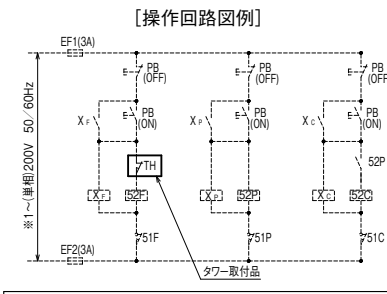 ［操作回路図例］
EF1(3A)
PB
(OFF)
PB
(OFF)
PB
(OFF)
XF
PB
(ON)
XP
PB
(ON)
XC
PB
(ON)
※1～(単相)200V 50／60Hz
TH
52P
XF
52F
XP
52P
XC
52C
51F
51P
51C
EF2(3A)
タワー取付品